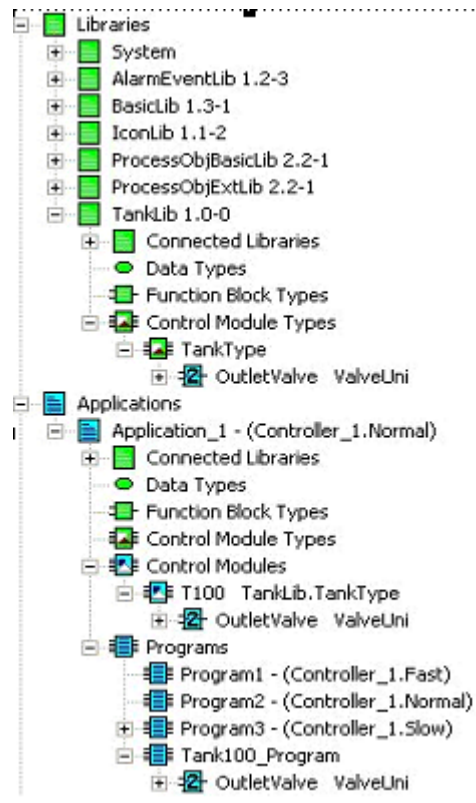 Libraries
System
AlarmEventLib 1.2-3
BasicLib 1.3-1
IconLib 1.1-2
ProcessObjBasicLib 2.2-1
ProcessObjExtLib 2.2-1
TankLib 1.0-0
Connected Libraries
Data Types
Function Block Types
Control Module Types
TankType
OutletValve ValveUni
Applications
Application_1 - (Controller_1.Normal)
Connected Libraries
Data Types
Function Block Types
Control Module Types
Control Modules
T100 TankLib.TankType
OutletValve ValveUni
Programs
Program1 - (Controller_1.Fast)
Program2 - (Controller_1.Normal)
Program3 - (Controller_1.Slow)
Tank100_Program
OutletValve ValveUni